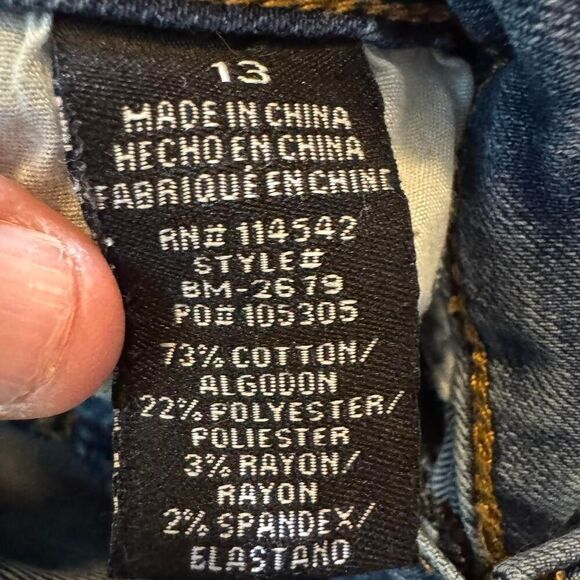 13
MADE IN CHINA
HECHO EN CHINA
FABRIQUÉ EN CHINE
RN# 114542
STYLE#
BM-2679
PO# 105305
73% COTTON/
ALGODON
22% POLYESTER/
POLIESTER
3% RAYON/
RAYON
2% SPANDEX/
ELASTANO